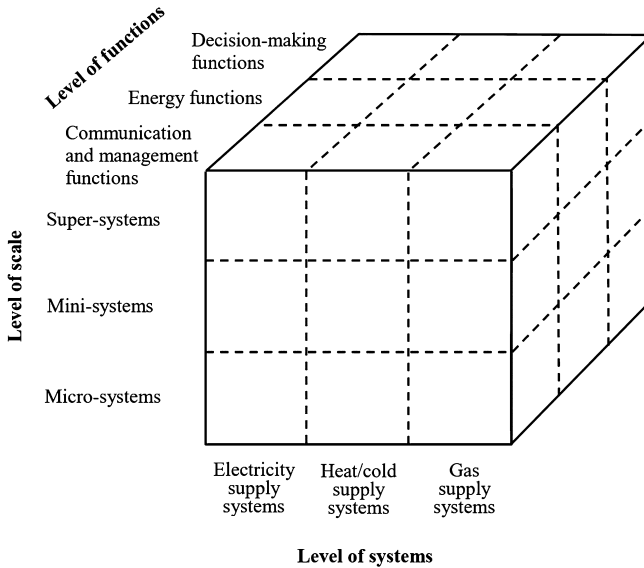 Level of functions
Decision-making
functions
Energy functions
Communication
and management
functions
Level of scale
Super-systems
Mini-systems
Micro-systems
Electricity
supply
systems
Heat/cold
supply
systems
Gas
supply
systems
Level of systems